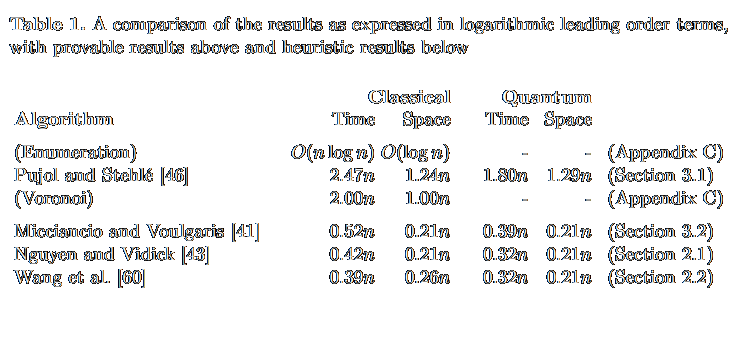 Table 1. A comparison of the results as expressed in logarithmic leading order terms,
with provable results above and heuristic results below
Classical Quantum
Algorithm Time Space Time Space
(Enumeration) O(n log n) O(log n) - - (Appendix C)
Pujol and Stehlé [46] 2.47n 1.24n 1.80n 1.29n (Section 3.1)
(Voronoi) 2.00n 1.00n - - (Appendix C)
Micciancio and Voulgaris [41] 0.52n 0.21n 0.39n 0.21n (Section 3.2)
Nguyen and Vidick [43] 0.42n 0.21n 0.32n 0.21n (Section 2.1)
Wang et al. [60] 0.39n 0.26n 0.32n 0.21n (Section 2.2)